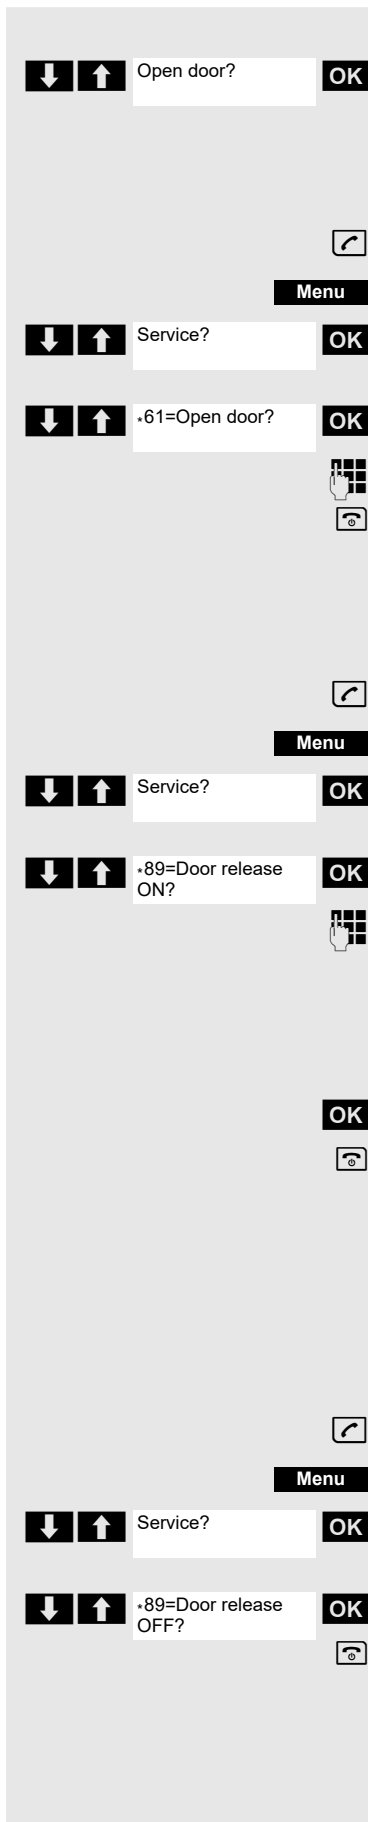 Open door? OK
Menu
Service? OK
*61=Open door? OK
Menu
Service? OK
*89=Door release OK
ON?
OK
Menu
Service? OK
*89=Door release OK
OFF?